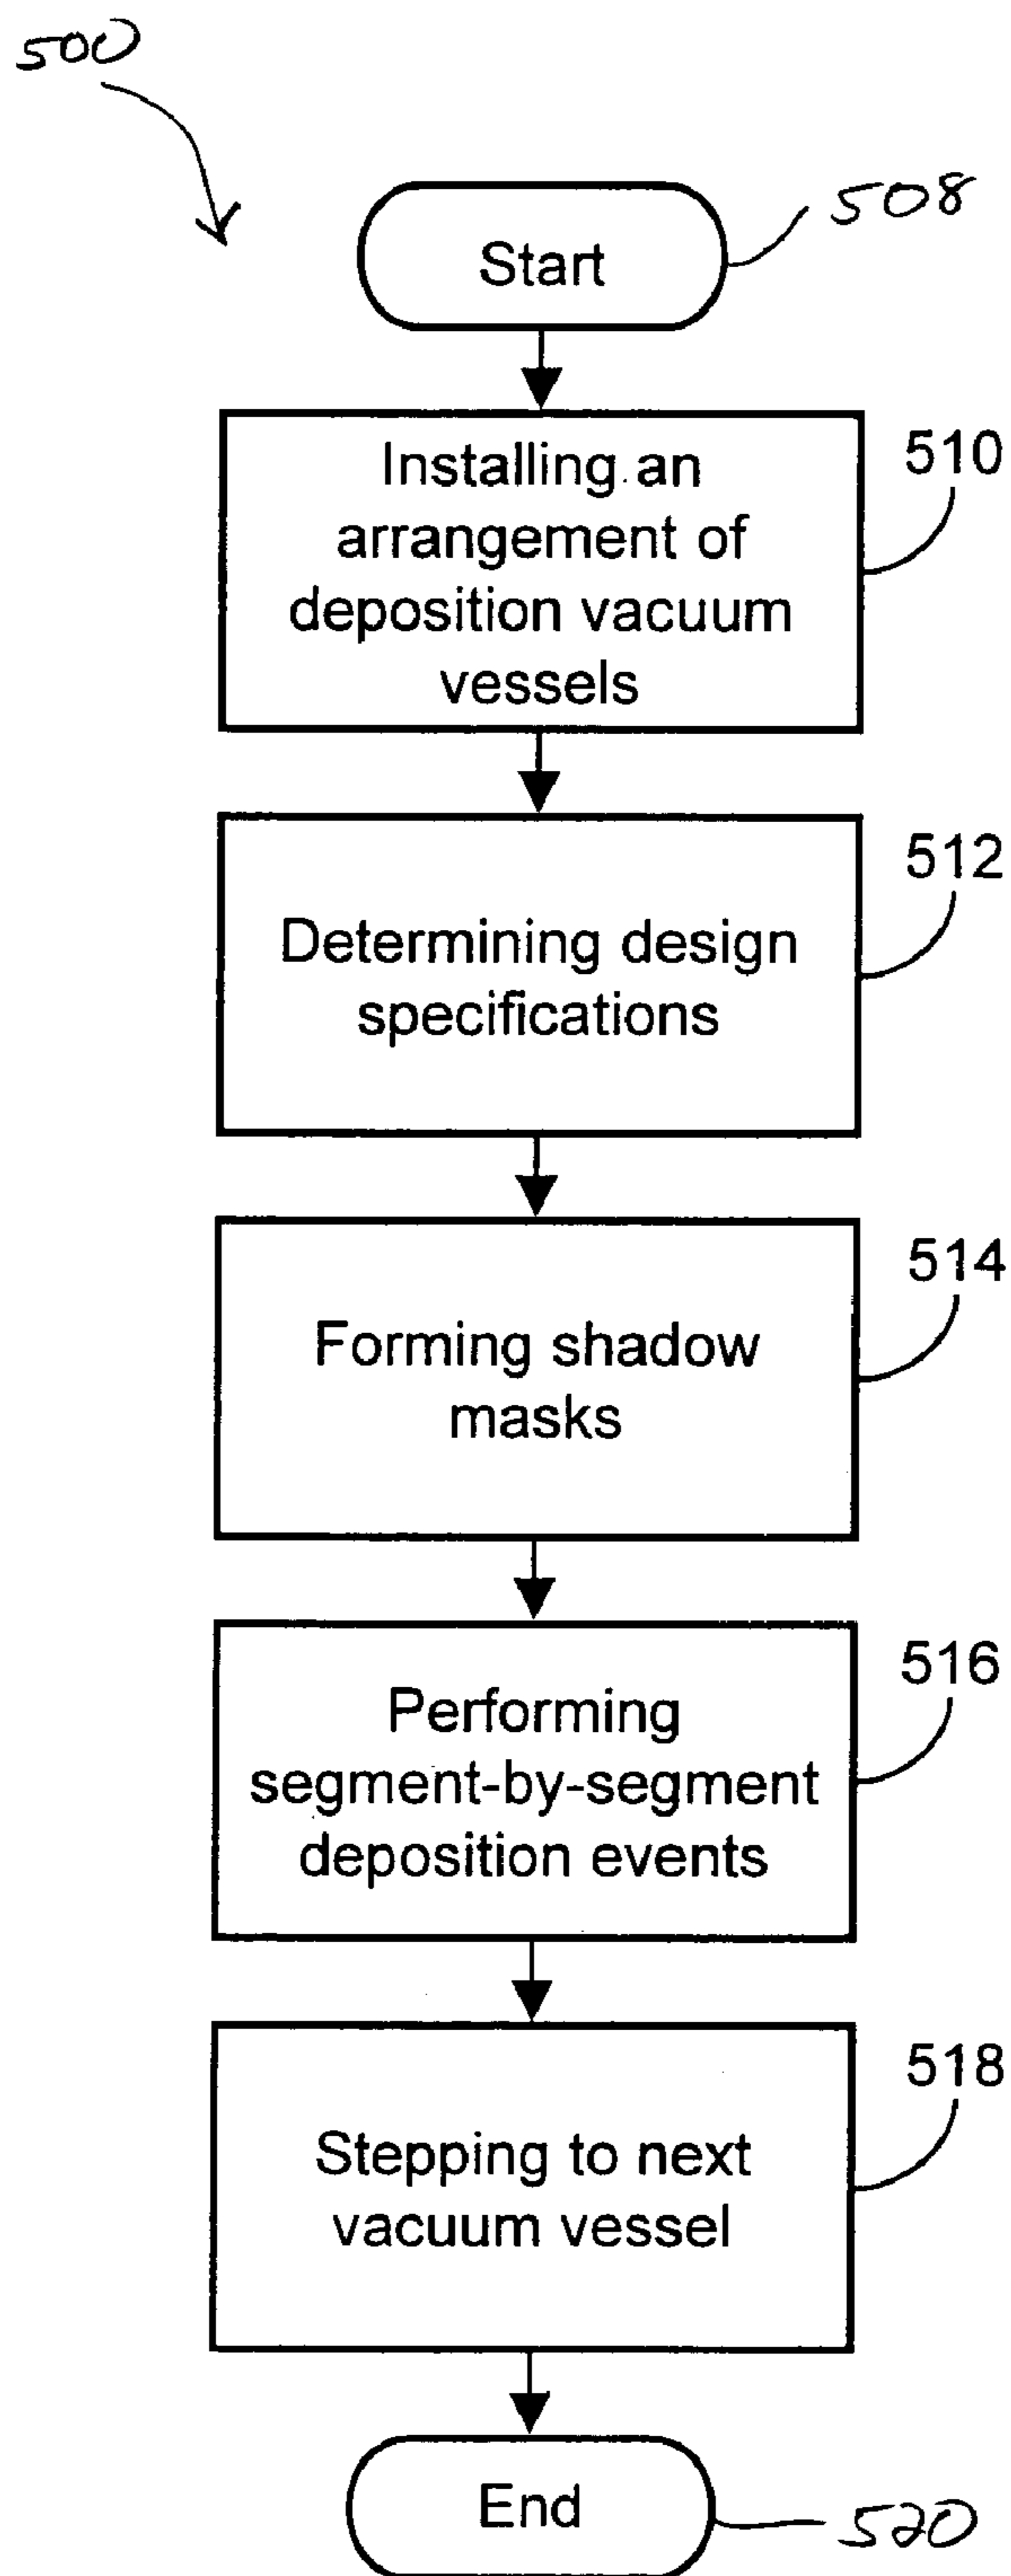 500
508
Start
Installing an
arrangement of
deposition vacuum
vessels
510
Determining design
specifications
512
Forming shadow
masks
514
Performing
segment-by-segment
deposition events
516
Stepping to next
vacuum vessel
518
End
520